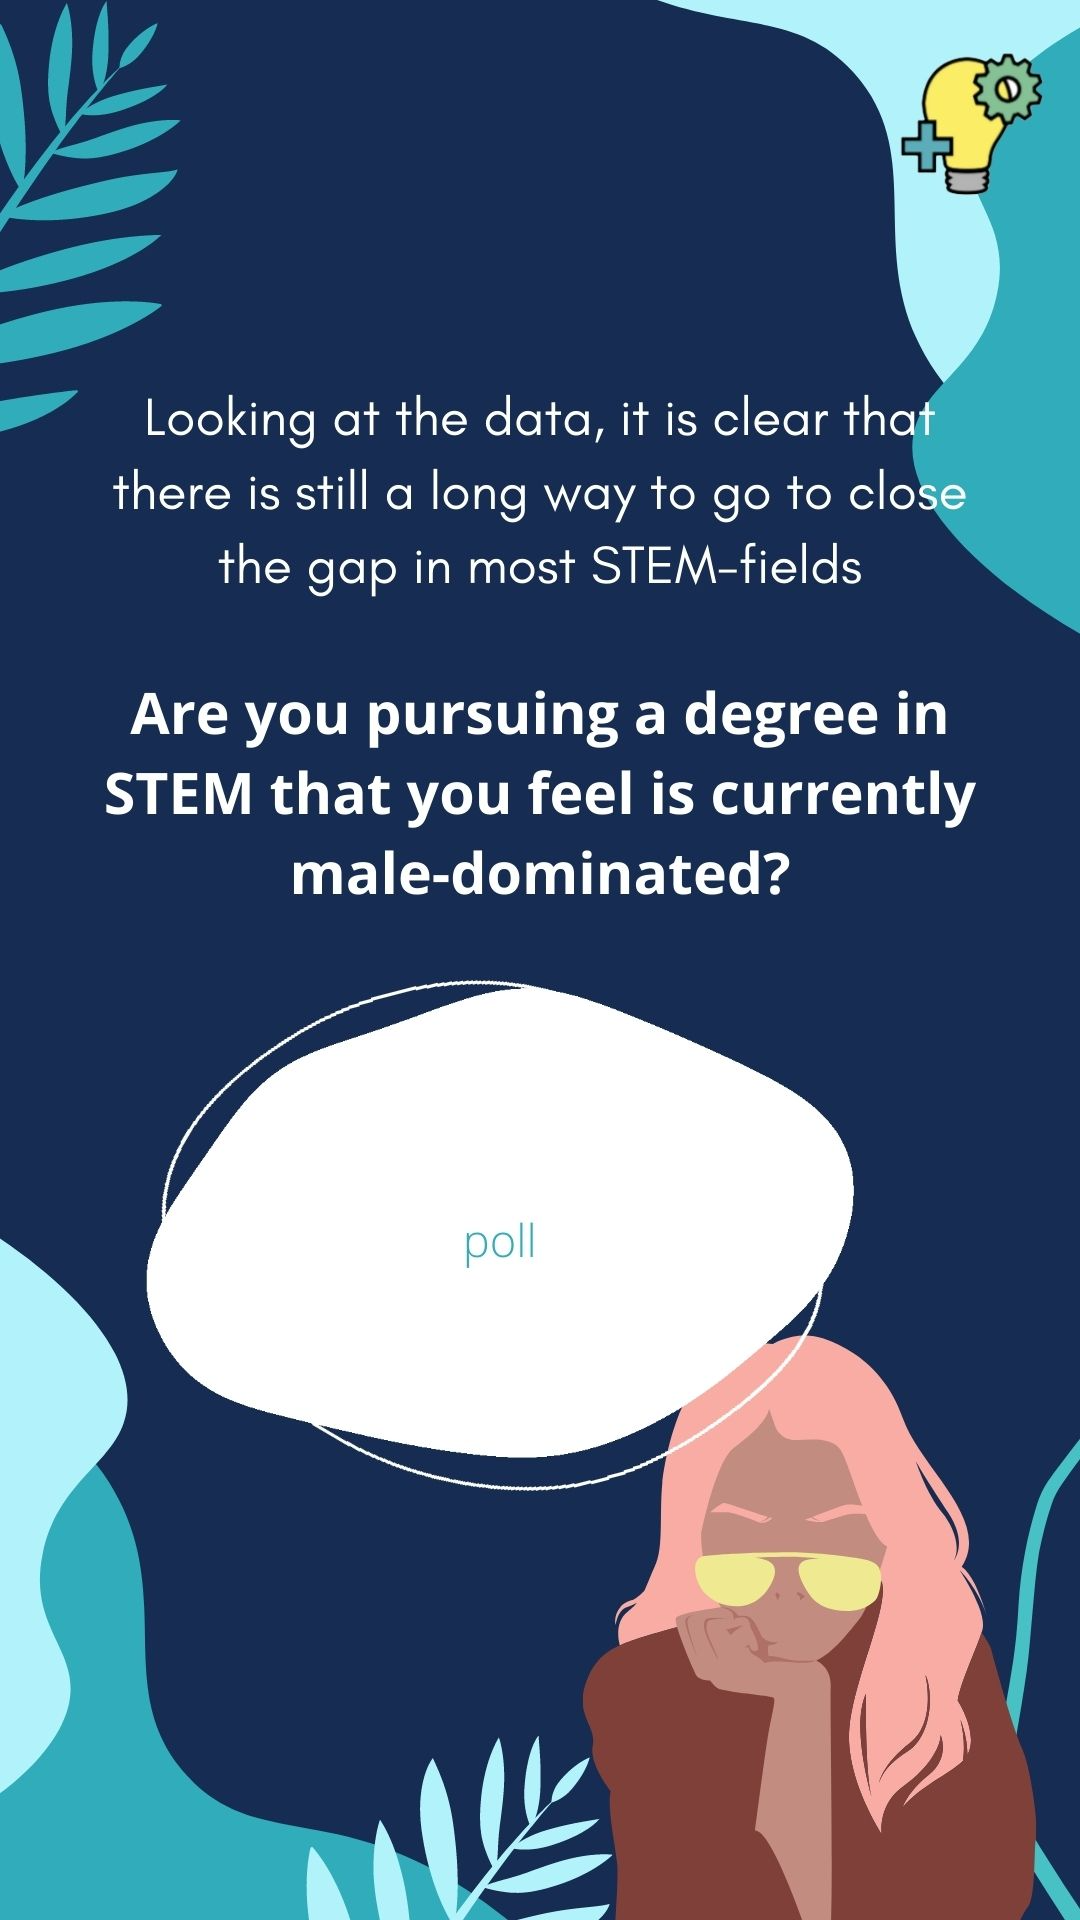 Looking at the data, it is clear that
there is still a long way to go to close
the gap in most STEM-fields
Are you pursuing a degree in
STEM that you feel is currently
male-dominated?
poll